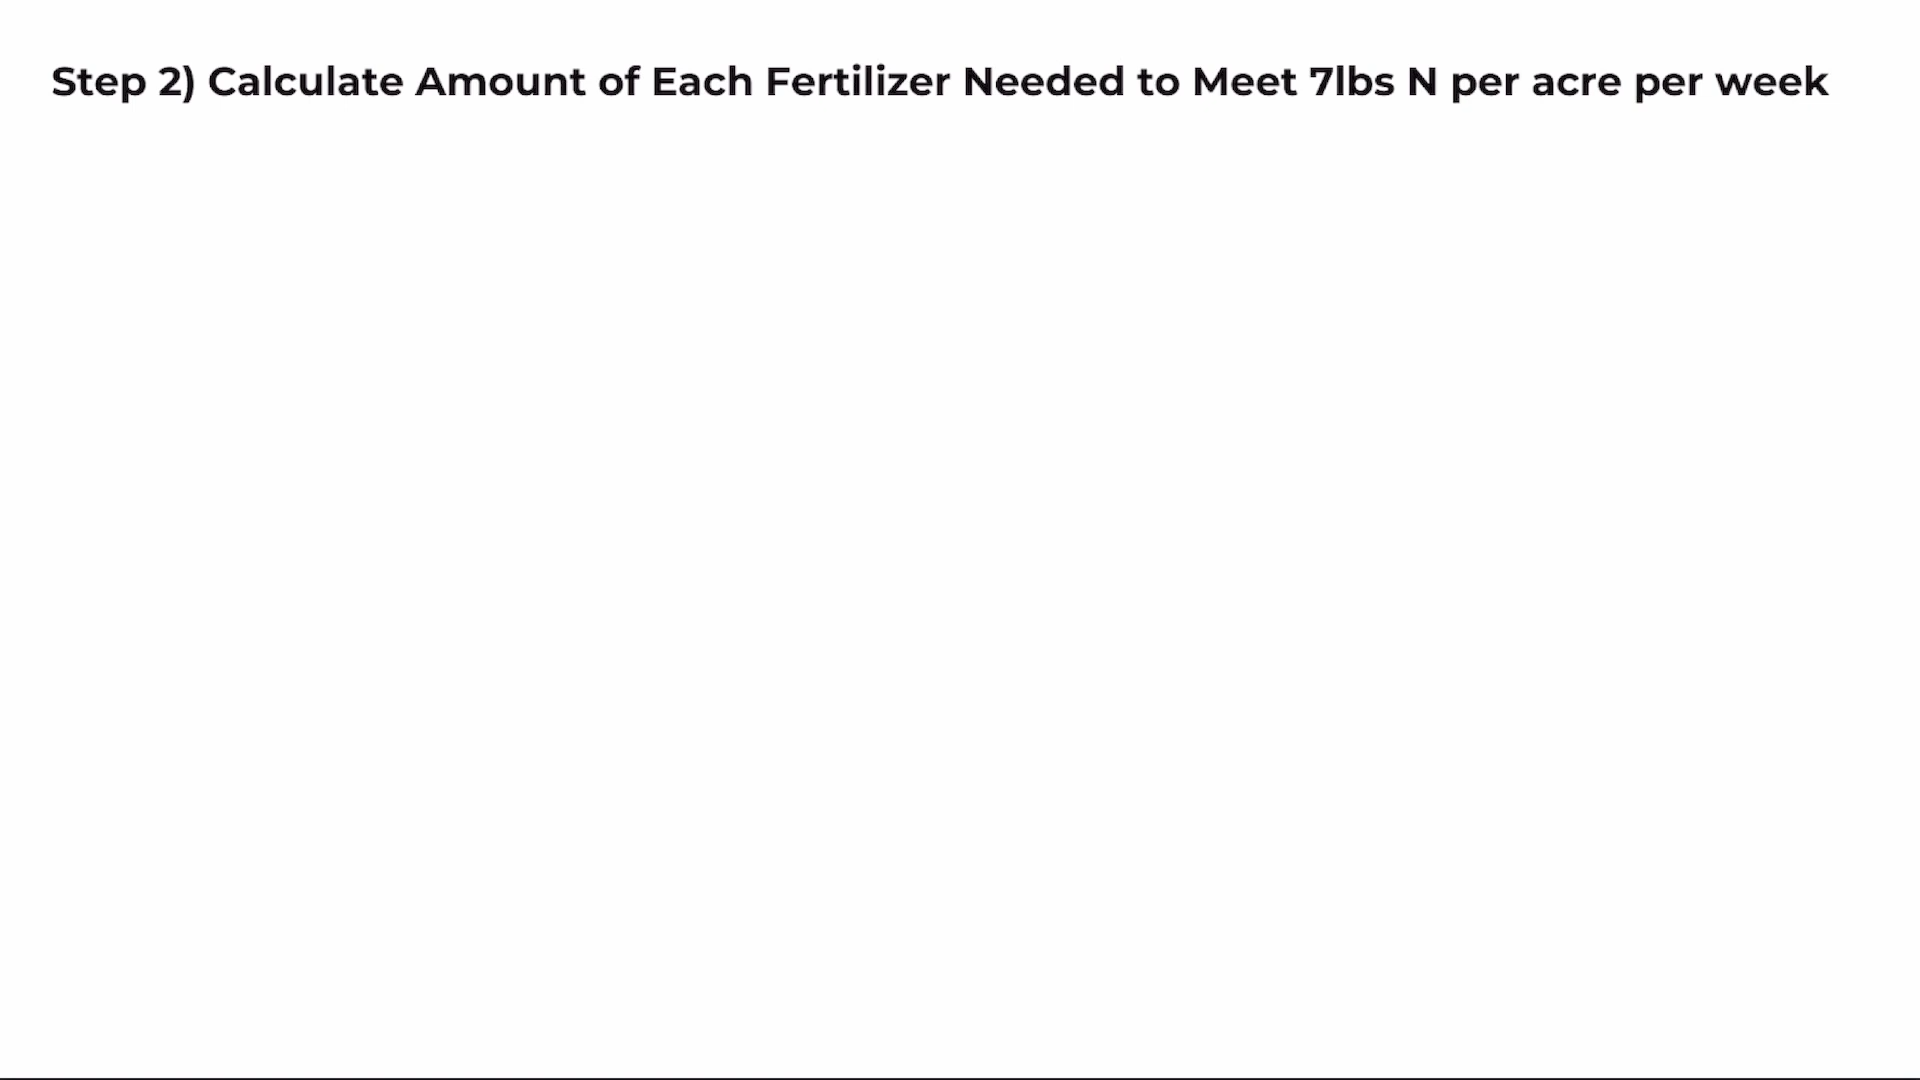 Step 2) Calculate Amount of Each Fertilizer Needed to Meet 7lbs N per acre per week